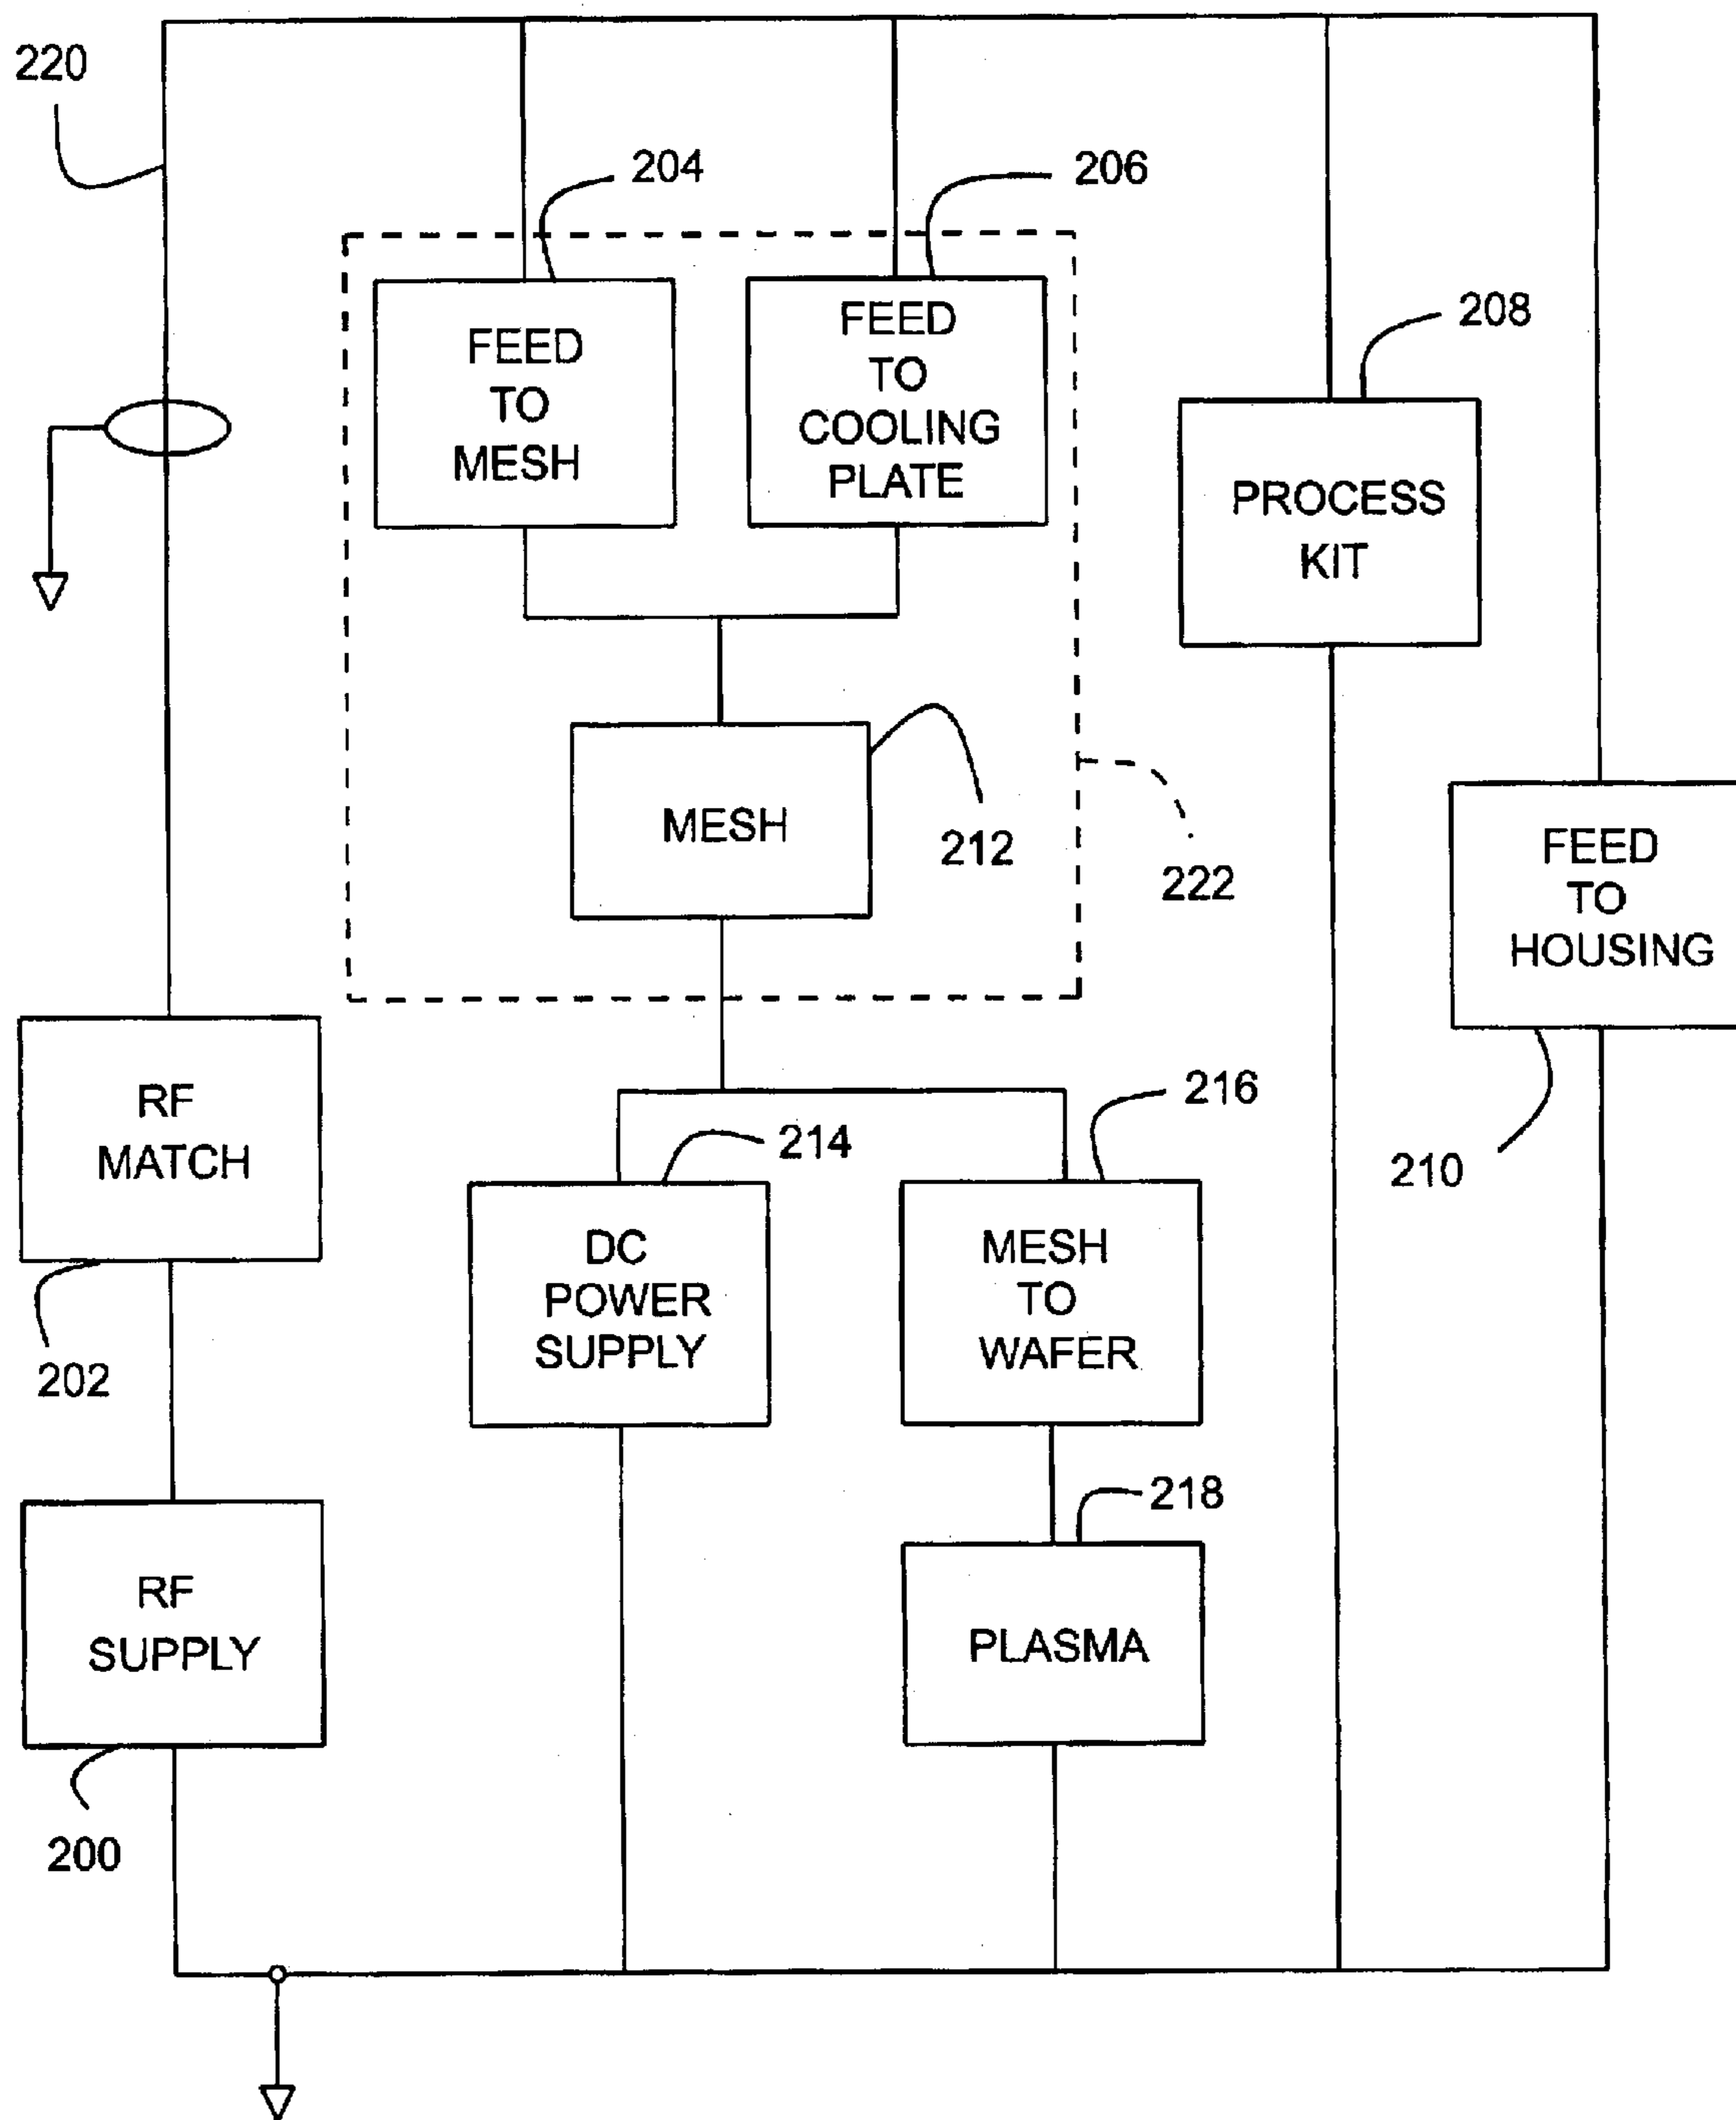 220
204
206
FEED
TO
MESH
FEED
TO
COOLING
PLATE
208
PROCESS
KIT
MESH
212
222
FEED
TO
HOUSING
210
RF
MATCH
202
214
216
DC
POWER
SUPPLY
MESH
TO
WAFER
218
RF
SUPPLY
200
PLASMA